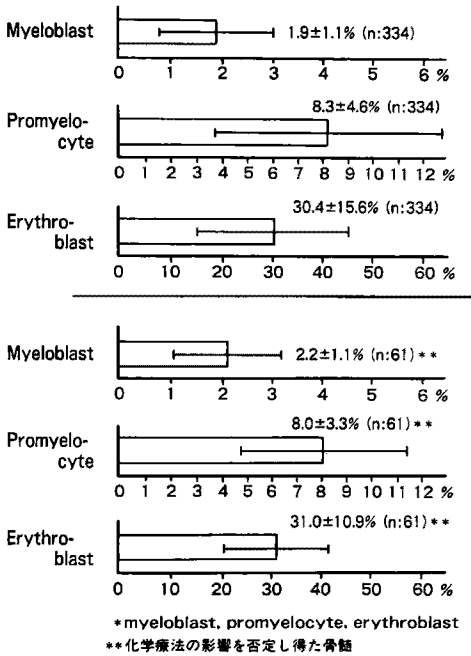 Myeloblast
1.9±1.1% (n:334)
0 1 2 3 4 5 6 %
8.3±4.6% (n:334)
Promyelo-
cyte
0 1 2 3 4 5 6 7 8 9 10 11 12 %
30.4±15.6% (n:334)
Erythro-
blast
0 10 20 30 40 50 60 %
Myeloblast
2.2±1.1% (n:61)**
0 1 2 3 4 5 6 %
8.0±3.3% (n:61)**
Promyelo-
cyte
0 1 2 3 4 5 6 7 8 9 10 11 12 %
31.0±10.9% (n:61)**
Erythro-
blast
0 10 20 30 40 50 60 %
*myeloblast, promyelocyte, erythroblast
**化学療法の影響を否定し得た骨髄